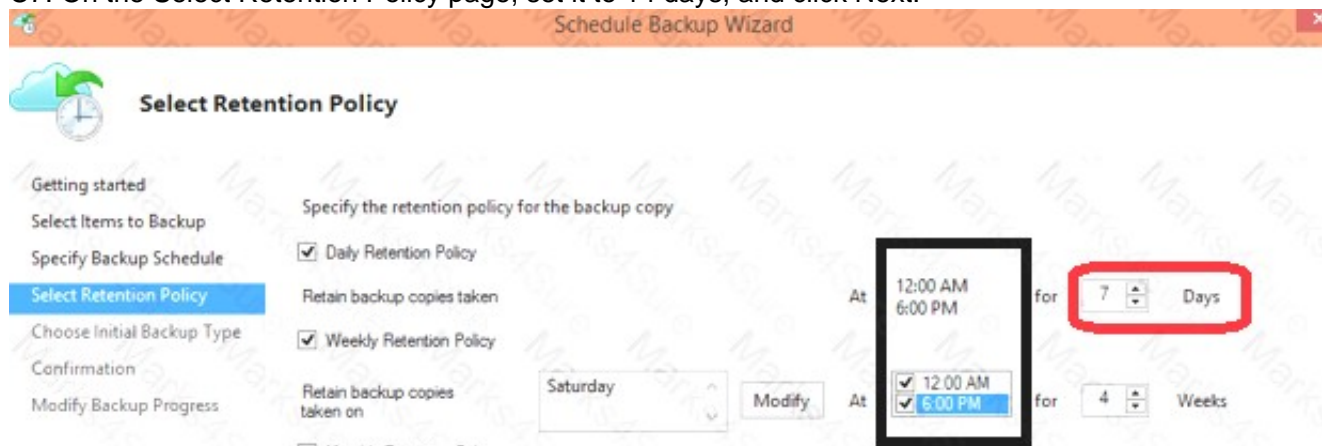 Schedule Backup Wizard
Select Retention Policy
Getting started
Select Items to Backup
Specify Backup Schedule
Select Retention Policy
Choose Initial Backup Type
Confirmation
Modify Backup Progress
Specify the retention policy for the backup copy
Daily Retention Policy
Retain backup copies taken
At
12:00 AM
6:00 PM
for
7
Days
Weekly Retention Policy
Retain backup copies
taken on
Saturday
Modify
At
12:00 AM
6:00 PM
for
4
Weeks